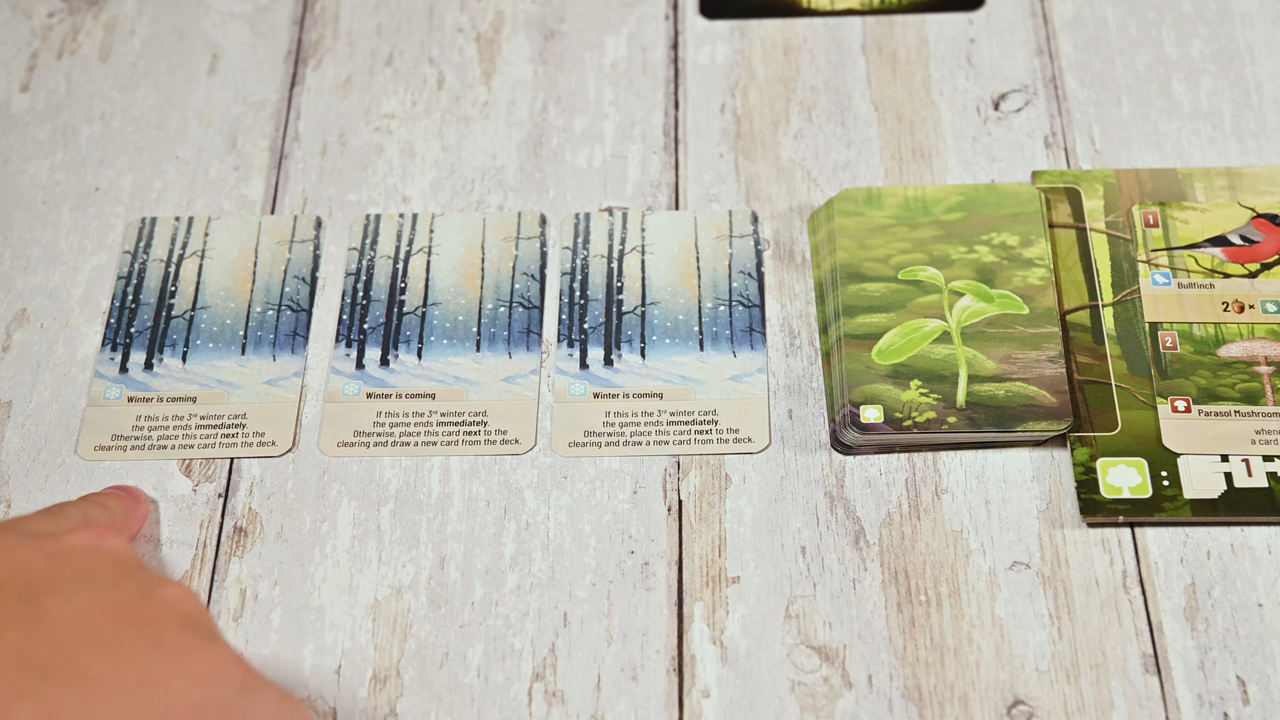 Winter is coming
If this is the 3rd winter card,
the game ends immediately.
Otherwise, place this card next to the
clearing and draw a new card from the deck.
Winter is coming
If this is the 3rd winter card,
the game ends immediately.
Otherwise, place this card next to the
clearing and draw a new card from the deck.
Winter is coming
If this is the 3rd winter card,
the game ends immediately.
Otherwise, place this card next to the
clearing and draw a new card from the deck.
1
Bullfinch
2 ×
2
Parasol Mushroom
when
a card
: 1